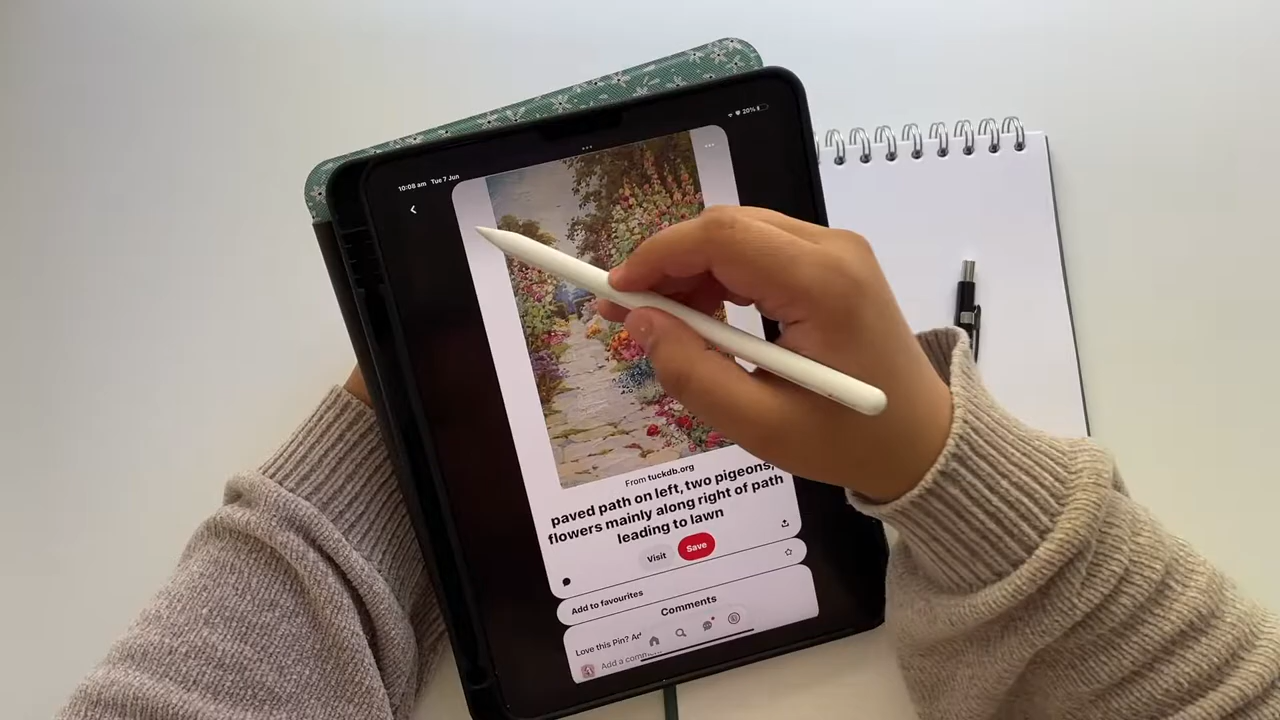 20%
10:08 am Tue 7 Jun
From tuckdb.org
paved path on left, two pigeons,
flowers mainly along right of path
leading to lawn
Visit Save
Add to favourites
Comments
Love this Pin?
Add a